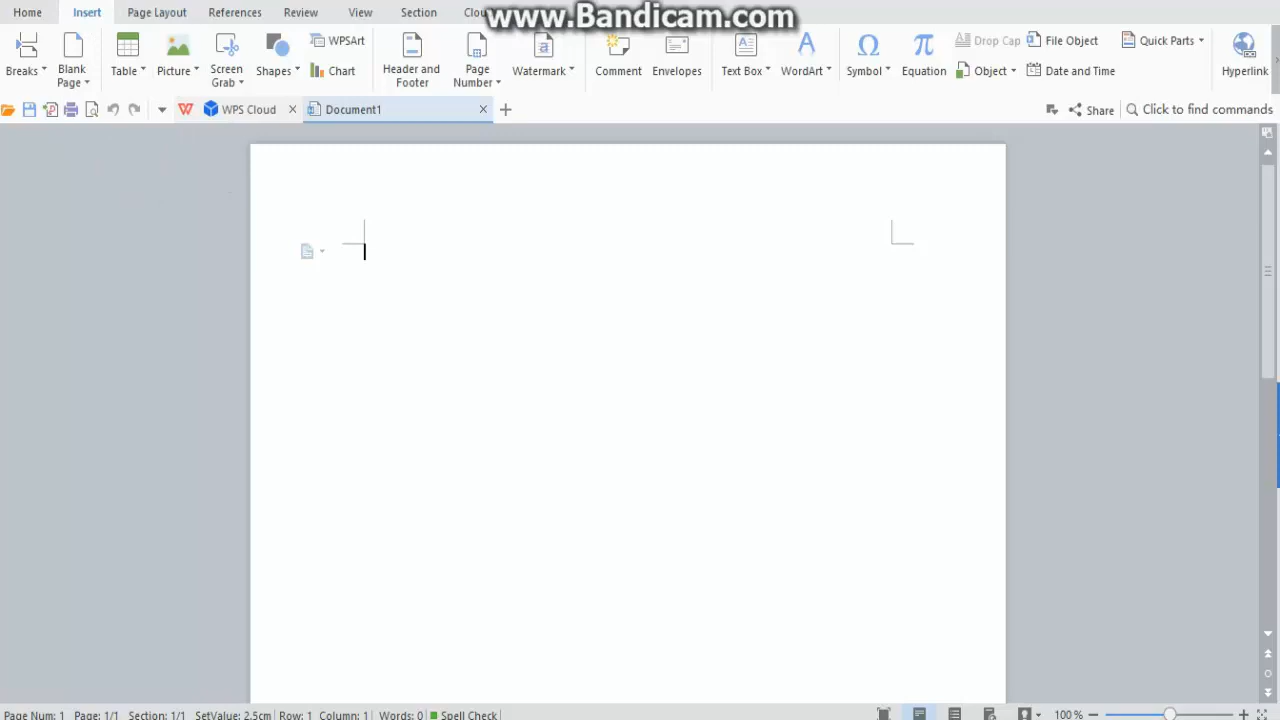 www.Bandicam.com
Home Insert Page Layout References Review View Section
Breaks Blank Page Table Picture Screen Grab Shapes WPSArt Chart Header and Footer Page Number Watermark Comment Envelopes Text Box WordArt Symbol Equation Drop Cap Object File Object Date and Time Quick Parts Hyperlink
WPS Cloud Document1 Share Click to find commands
Page Num: 1 Page: 1/1 Section: 1/1 SetValue: 2.5cm Row: 1 Column: 1 Words: 0 Spell Check 100 %